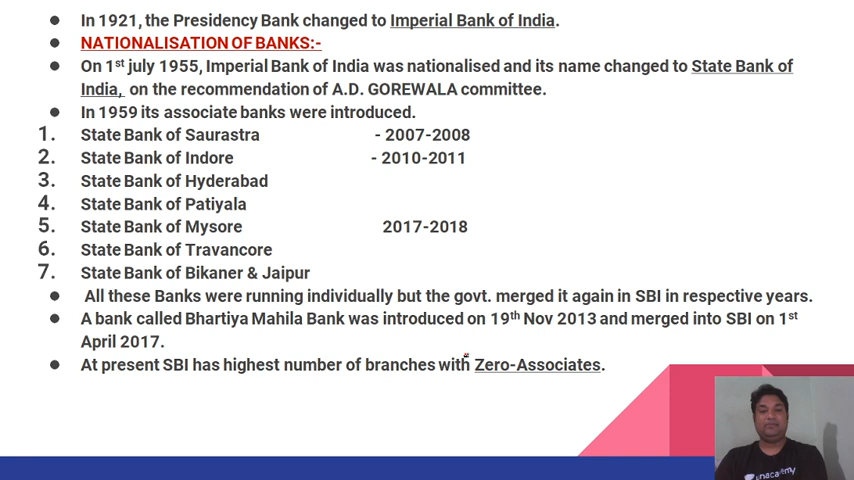 ● In 1921, the Presidency Bank changed to Imperial Bank of India.
● NATIONALISATION OF BANKS:-
● On 1st july 1955, Imperial Bank of India was nationalised and its name changed to State Bank of
India, on the recommendation of A.D. GOREWALA committee.
● In 1959 its associate banks were introduced.
1. State Bank of Saurastra - 2007-2008
2. State Bank of Indore - 2010-2011
3. State Bank of Hyderabad
4. State Bank of Patiyala
5. State Bank of Mysore 2017-2018
6. State Bank of Travancore
7. State Bank of Bikaner & Jaipur
● All these Banks were running individually but the govt. merged it again in SBI in respective years.
● A bank called Bhartiya Mahila Bank was introduced on 19th Nov 2013 and merged into SBI on 1st
April 2017.
● At present SBI has highest number of branches with Zero-Associates.
unacademy